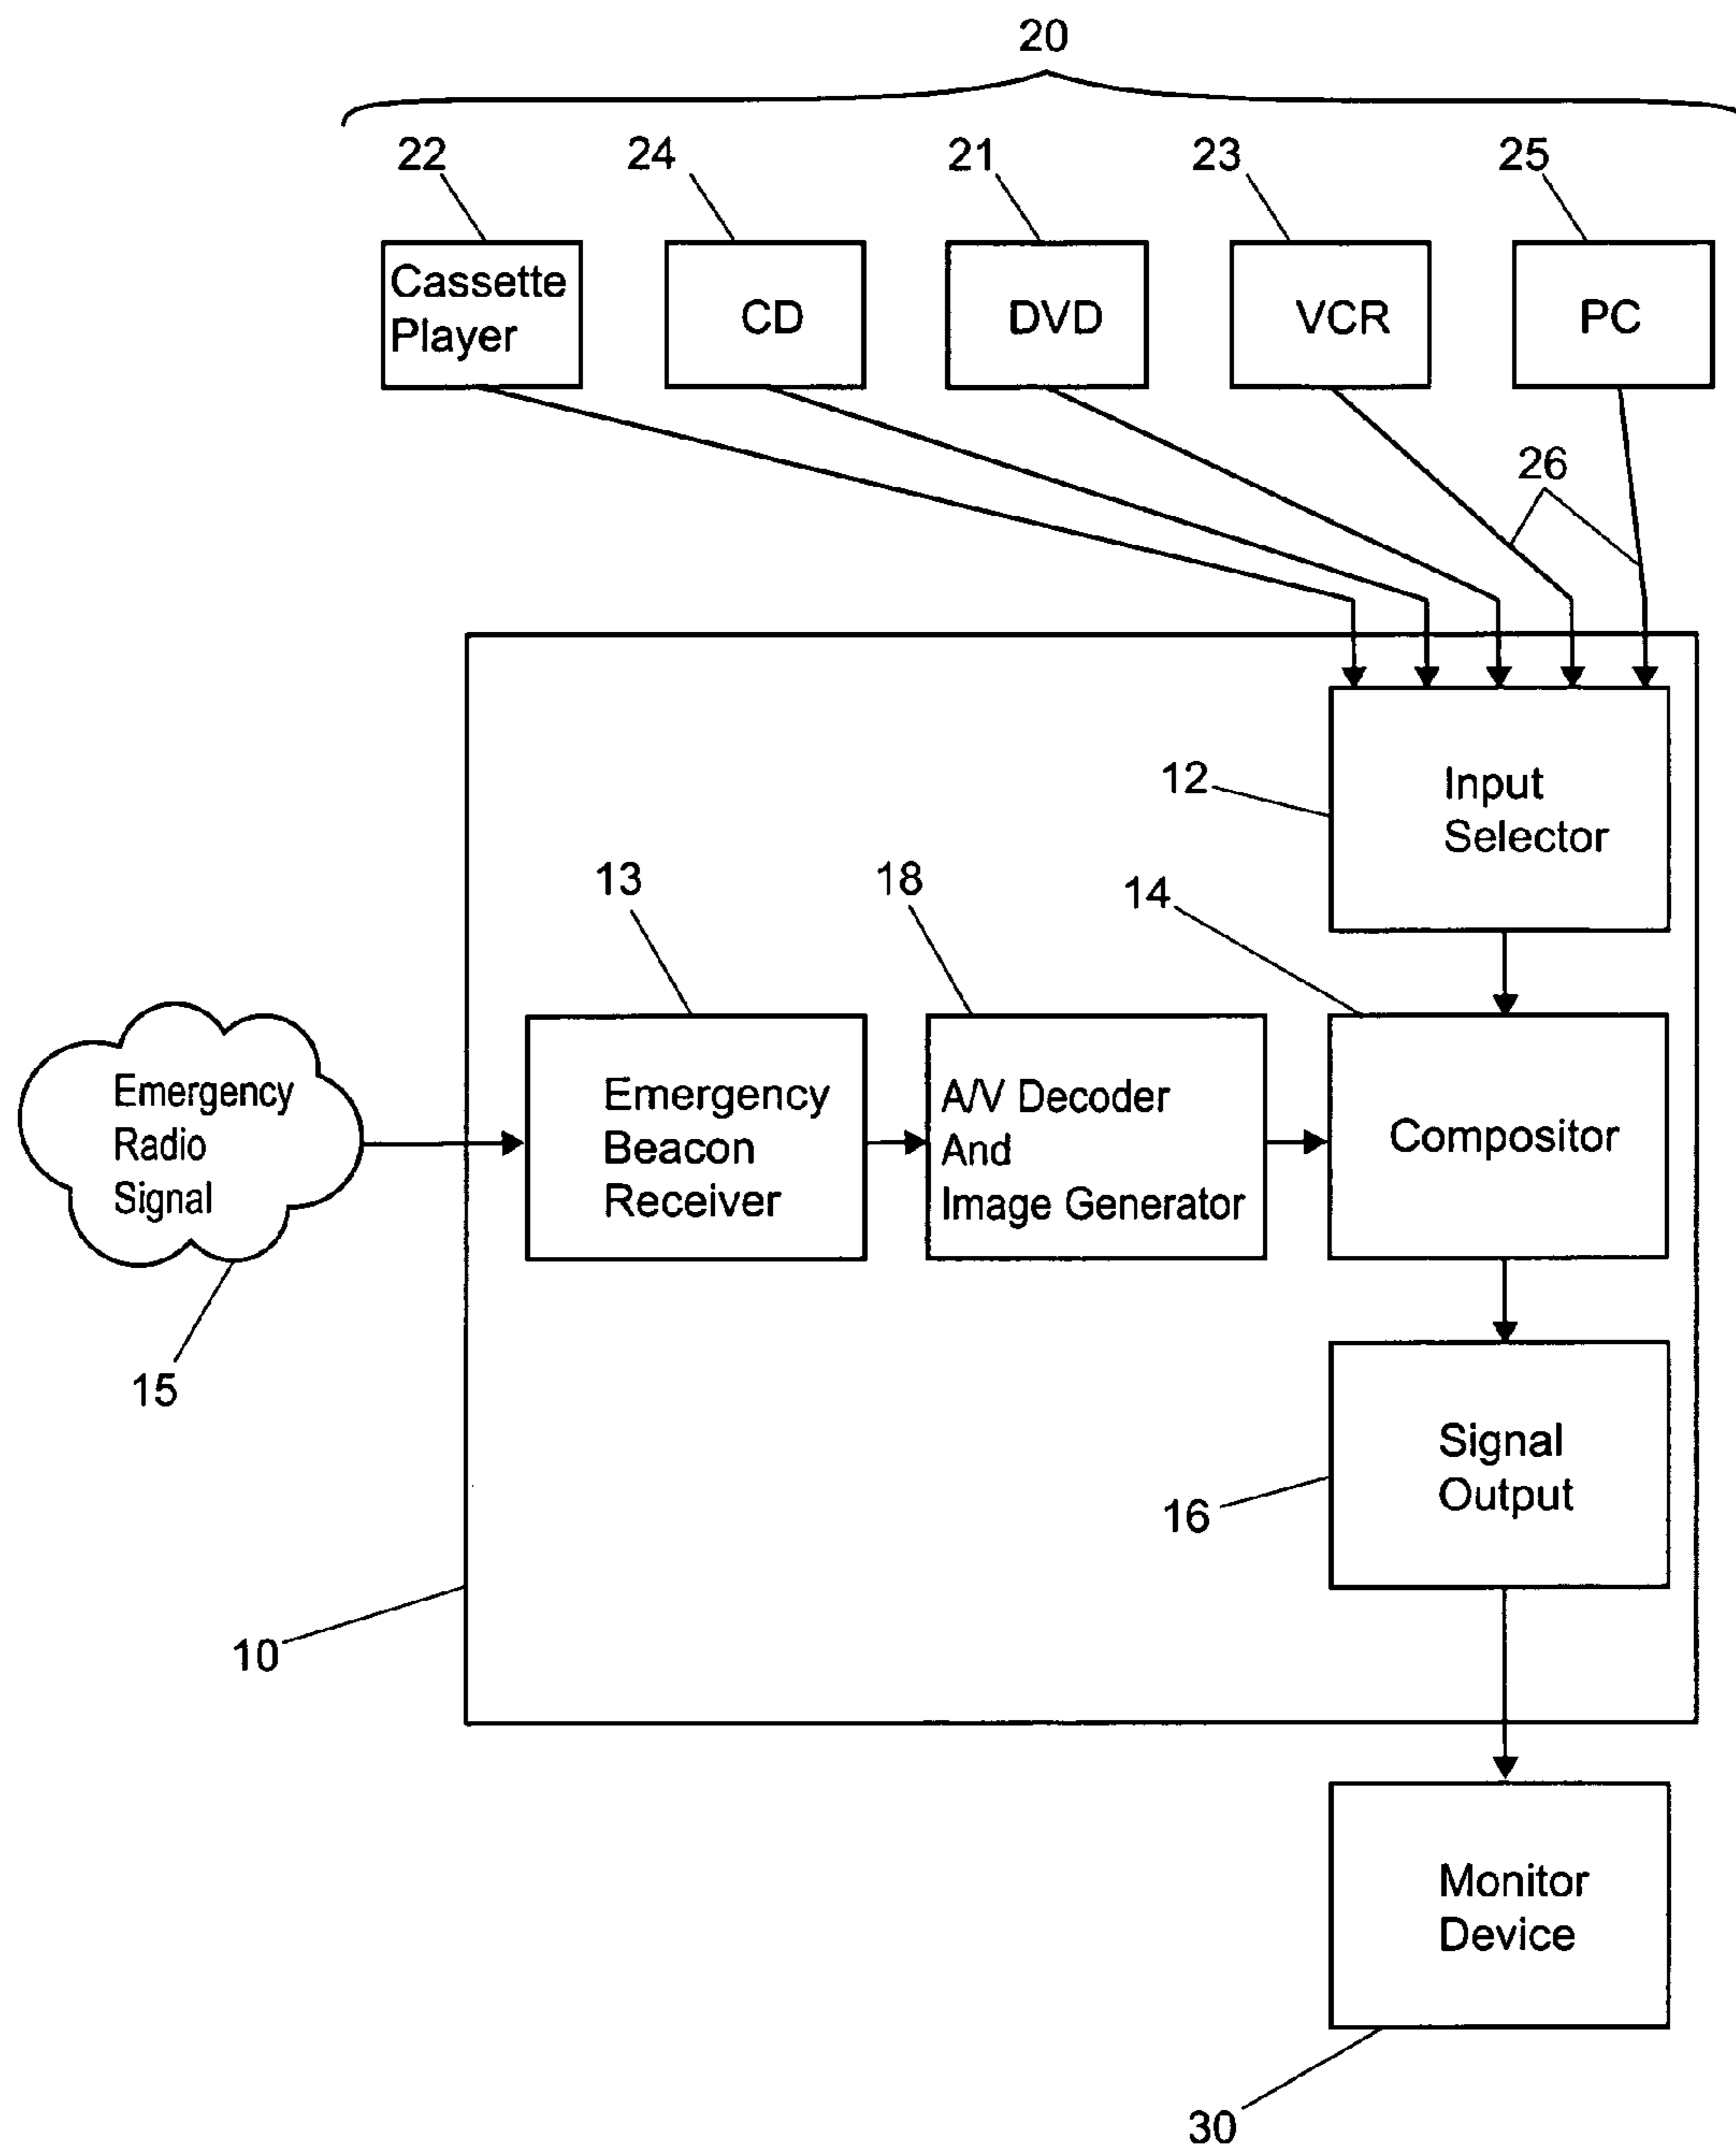 20
22
24
21
23
25
Cassette
Player
CD
DVD
VCR
PC
26
12
Input
Selector
13
18
14
Emergency
Radio
Signal
Emergency
Beacon
Receiver
A/V Decoder
And
Image Generator
Compositor
15
16
Signal
Output
10
Monitor
Device
30